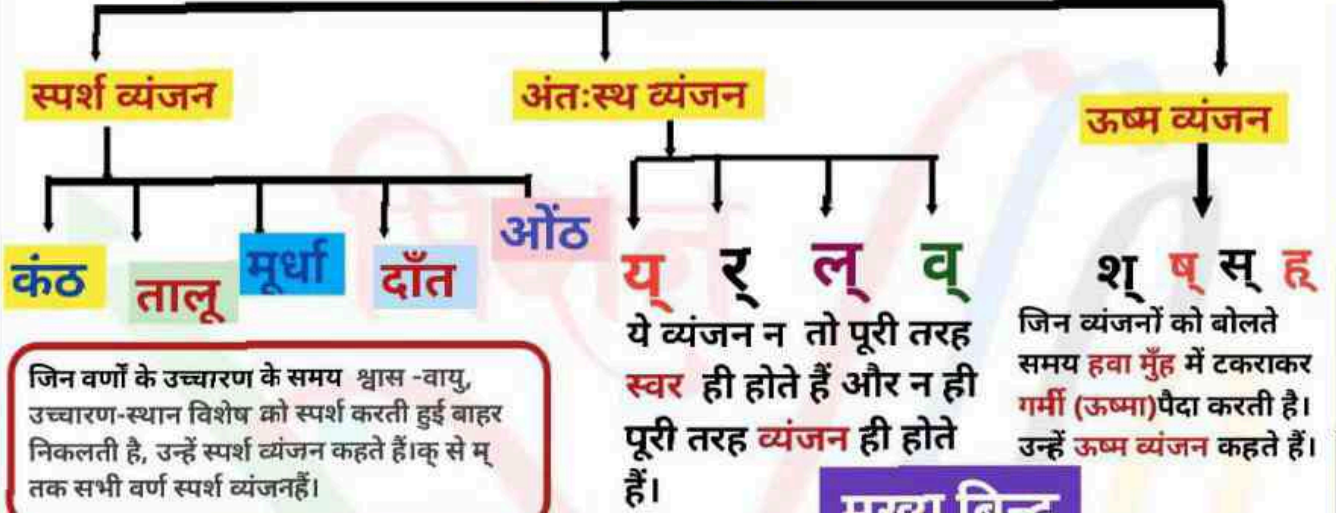 स्पर्श व्यंजन
अंतःस्थ व्यंजन
ऊष्म व्यंजन
कंठ
तालू
मूर्धा
दाँत
ओंठ
य् र् ल् व्
श् ष् स् ह्
जिन वर्णों के उच्चारण के समय श्वास -वायु,
उच्चारण-स्थान विशेष को स्पर्श करती हुई बाहर
निकलती है, उन्हें स्पर्श व्यंजन कहते हैं।क् से म्
तक सभी वर्ण स्पर्श व्यंजनहैं।
ये व्यंजन न तो पूरी तरह
स्वर ही होते हैं और न ही
पूरी तरह व्यंजन ही होते
हैं।
जिन व्यंजनों को बोलते
समय हवा मुँह में टकराकर
गर्मी (ऊष्मा)पैदा करती है।
उन्हें ऊष्म व्यंजन कहते हैं।